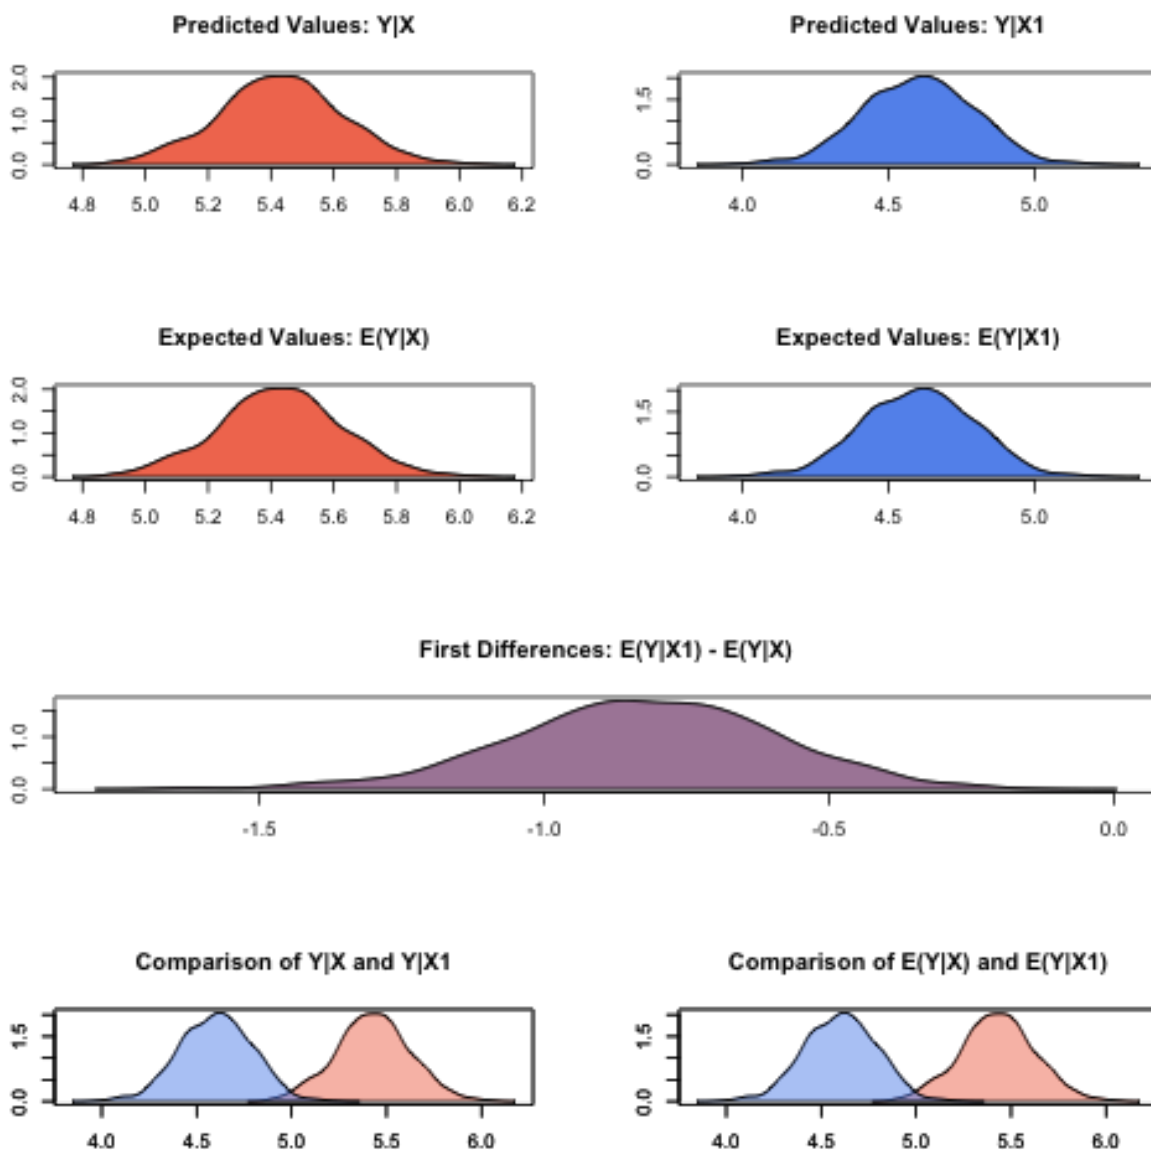 Predicted Values: Y|X
Predicted Values: Y|X1
2.0
1.0
0.0
1.5
0.0
4.8 5.0 5.2 5.4 5.6 5.8 6.0 6.2
4.0 4.5 5.0
Expected Values: E(Y|X)
Expected Values: E(Y|X1)
2.0
1.0
0.0
1.5
0.0
4.8 5.0 5.2 5.4 5.6 5.8 6.0 6.2
4.0 4.5 5.0
First Differences: E(Y|X1) - E(Y|X)
1.0
0.0
-1.5 -1.0 -0.5 0.0
Comparison of Y|X and Y|X1
Comparison of E(Y|X) and E(Y|X1)
1.5
0.0
1.5
0.0
4.0 4.5 5.0 5.5 6.0
4.0 4.5 5.0 5.5 6.0